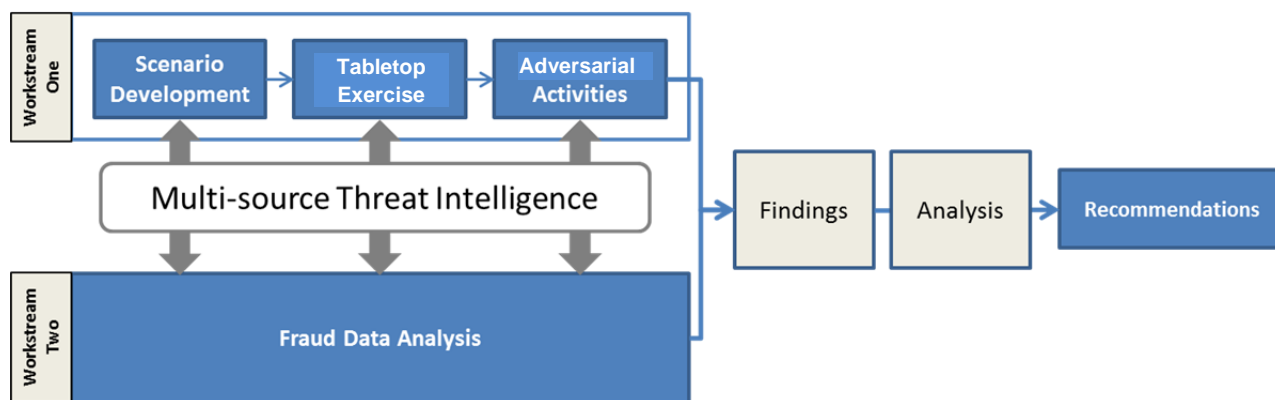 Workstream
One
Scenario
Development
Tabletop
Exercise
Adversarial
Activities
Multi-source Threat Intelligence
Workstream
Two
Fraud Data Analysis
Findings
Analysis
Recommendations